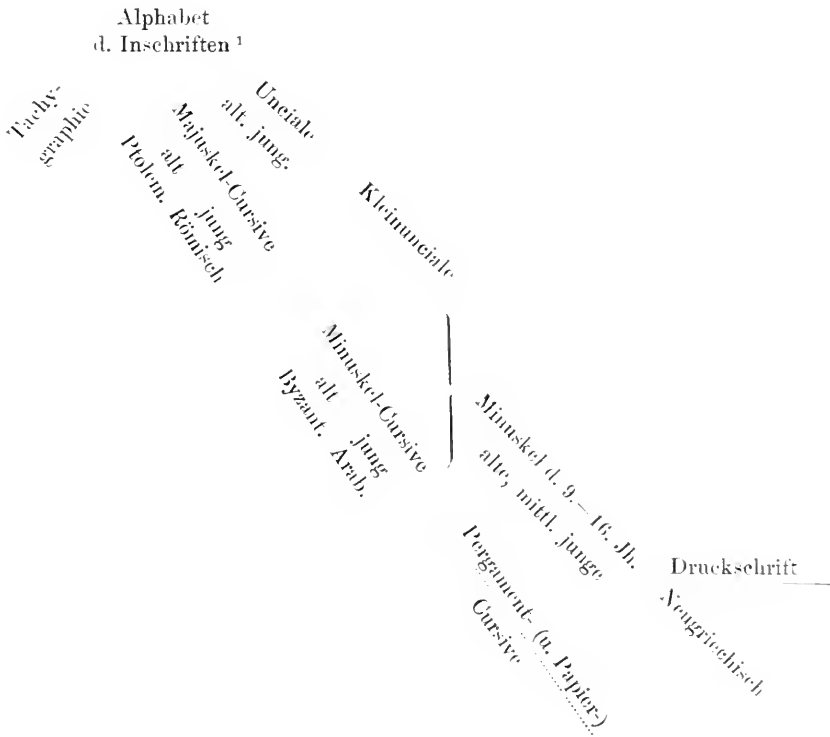 Alphabet
d. Inschriften ¹
Tachy-
graphie
Unciale
alt. jung.
Majuskel-Cursive
alt jung
Ptolem. Römisch
Kleinunciale
Minuskel-Cursive
alt jung
Byzant. Arab.
Minuskel d. 9.–16. Jh.
alte, mittl. junge
Pergament- (u. Papier-)
Cursive
Druckschrift
Neugriechisch